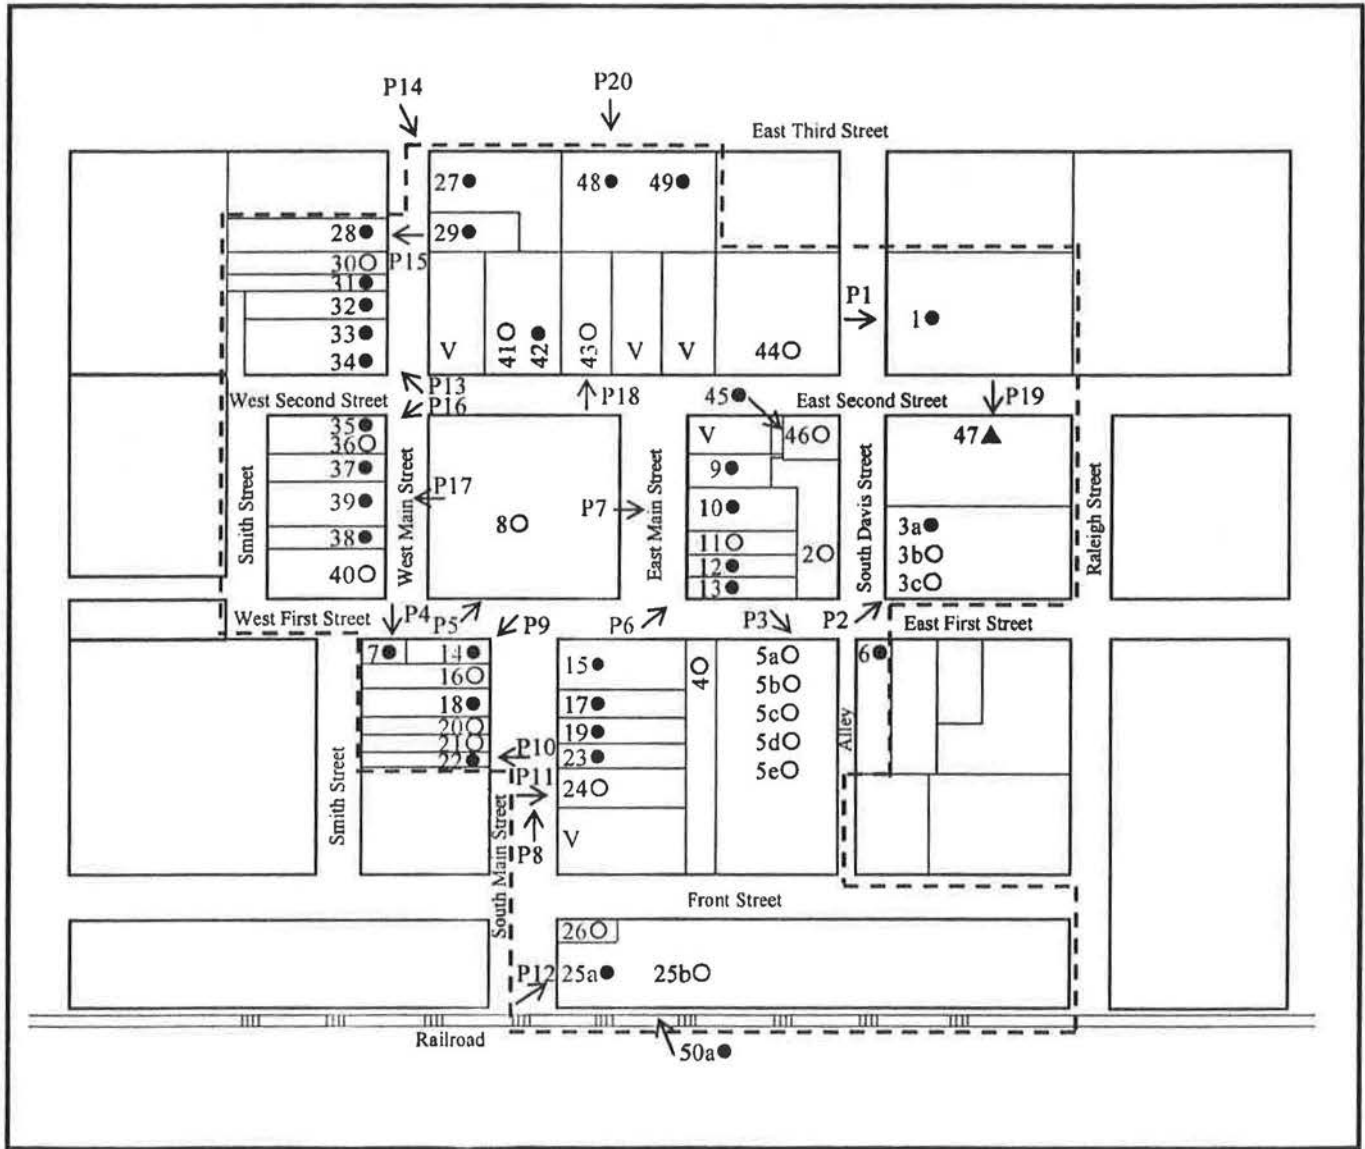 P14
P20
East Third Street
27●
48●
49●
28●
29●
30○
P15
31●
P1
32●
1●
33●
34●
V
41○
42●
43○
V
V
44○
P13
West Second Street
P16
P18
45●
East Second Street
P19
35●
36○
V
46○
47▲
37●
9●
Smith Street
West Main Street
P17
East Main Street
South Davis Street
Raleigh Street
39●
P7
10●
8○
3a●
38●
11○
2○
3b○
12●
40○
13●
3c○
West First Street
P4
P5
P9
P6
P3
P2
East First Street
7●
14●
15●
4○
5a○
6●
16○
5b○
18●
17●
5c○
20○
19●
Alley
21○
5d○
22●
P10
23●
5e○
P11
24○
Smith Street
South Main Street
P8
V
Front Street
26○
P12
25a●
25b○
Railroad
50a●